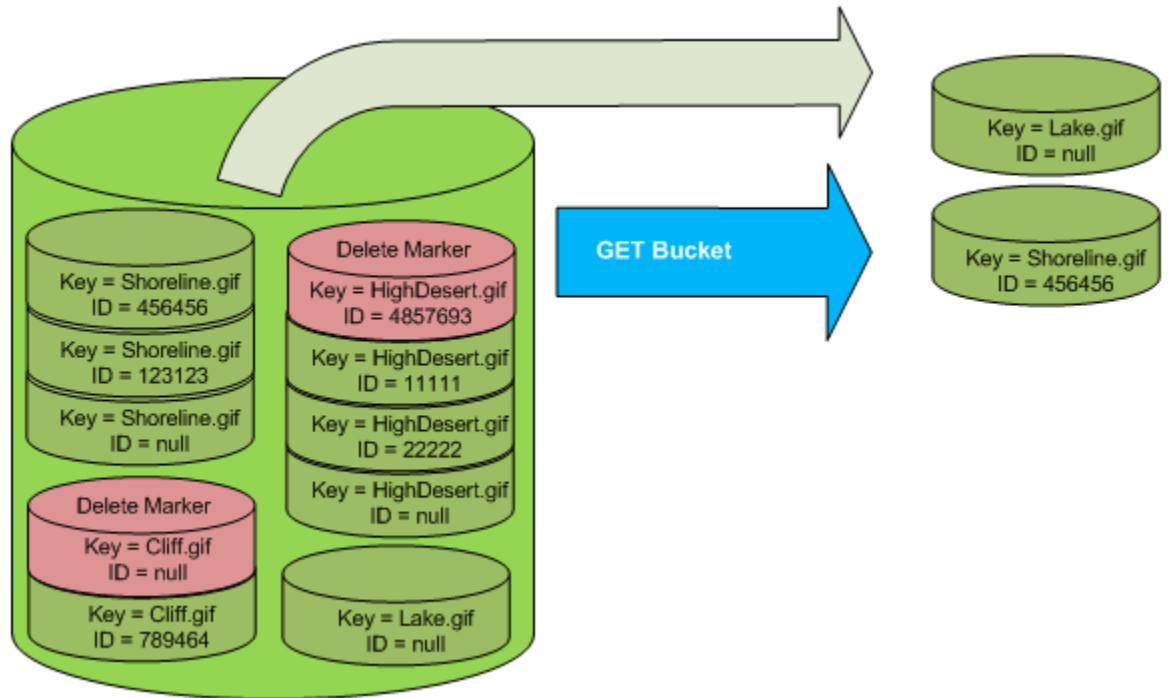 Key = Shoreline.gif
ID = 456456
Key = Shoreline.gif
ID = 123123
Key = Shoreline.gif
ID = null
Delete Marker
Key = Cliff.gif
ID = null
Key = Cliff.gif
ID = 789464
Delete Marker
Key = HighDesert.gif
ID = 4857693
Key = HighDesert.gif
ID = 11111
Key = HighDesert.gif
ID = 22222
Key = HighDesert.gif
ID = null
Key = Lake.gif
ID = null
GET Bucket
Key = Lake.gif
ID = null
Key = Shoreline.gif
ID = 456456